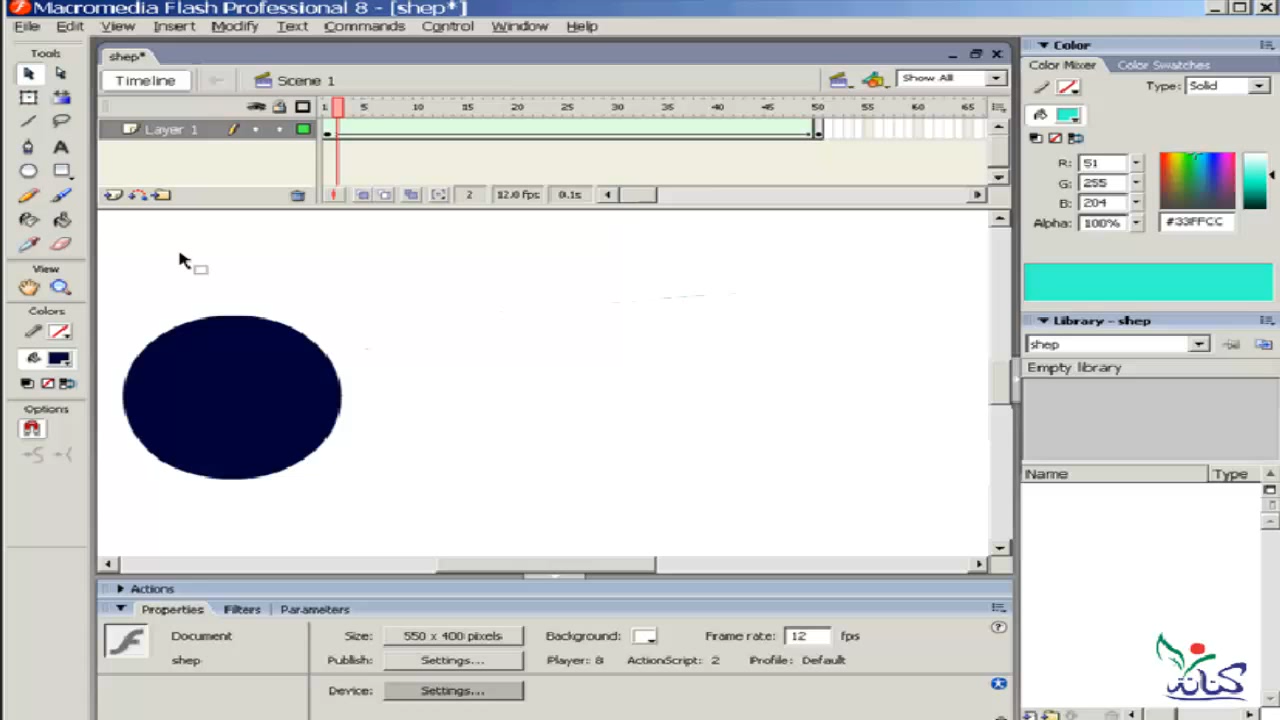 Macromedia Flash Professional 8 - [shep*]
File Edit View Insert Modify Text Commands Control Window Help
Tools
shep*
Timeline Scene 1 Show All
1 5 10 15 20 25 30 35 40 45 50 55 60 65
Layer 1
2 12.0 fps 0.1s
View
Colors
Options
Color
Color Mixer Color Swatches
Type: Solid
R: 51
G: 255
B: 204
Alpha: 100% #33FFCC
Library - shep
shep
Empty library
Name Type
Actions
Properties Filters Parameters
Document Size: 550 x 400 pixels Background: Frame rate: 12 fps
shep Publish: Settings... Player: 8 ActionScript: 2 Profile: Default
Device: Settings...
كنانة